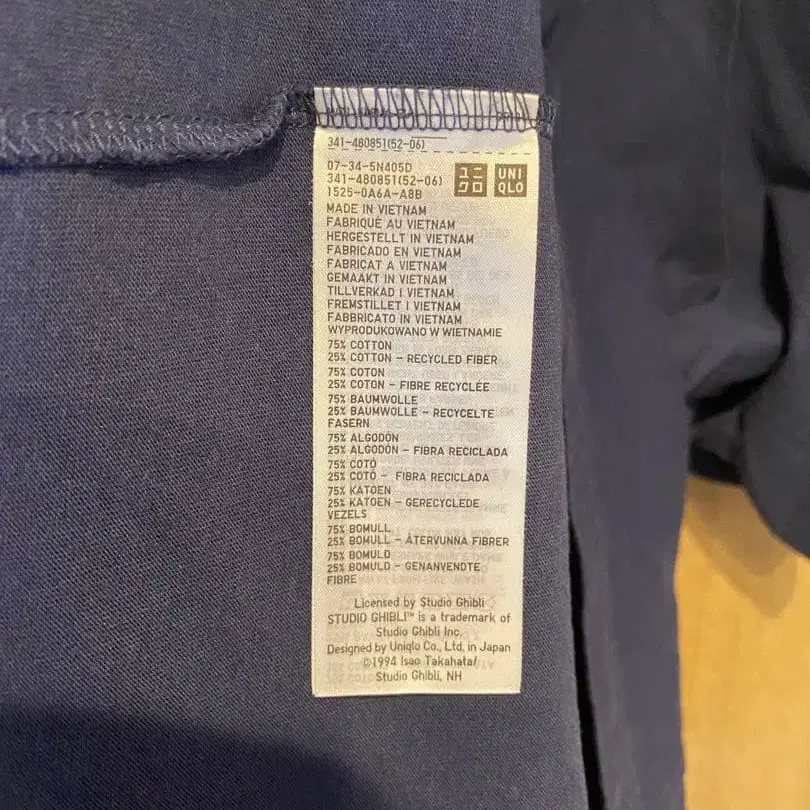 341-480851(52-06)
07-34-5N405D
341-480851(52-06)
1525-0A6A-A8B
ユニクロ
UNIQLO
MADE IN VIETNAM
FABRIQUÉ AU VIETNAM
HERGESTELLT IN VIETNAM
FABRICADO EN VIETNAM
FABRICAT A VIETNAM
GEMAAKT IN VIETNAM
TILLVERKAD I VIETNAM
FREMSTILLET I VIETNAM
FABBRICATO IN VIETNAM
WYPRODUKOWANO W WIETNAMIE
75% COTTON
25% COTTON - RECYCLED FIBER
75% COTON
25% COTON - FIBRE RECYCLÉE
75% BAUMWOLLE
25% BAUMWOLLE - RECYCELTE
FASERN
75% ALGODÓN
25% ALGODÓN - FIBRA RECICLADA
75% COTÓ
25% COTÓ - FIBRA RECICLADA
75% KATOEN
25% KATOEN - GERECYCLEDE
VEZELS
75% BOMULL
25% BOMULL - ÅTERVUNNA FIBRER
75% BOMULD
25% BOMULD - GENANVENDTE
FIBRE
Licensed by Studio Ghibli
STUDIO GHIBLI™ is a trademark of
Studio Ghibli Inc.
Designed by Uniqlo Co., Ltd. in Japan
©1994 Isao Takahata/
Studio Ghibli, NH